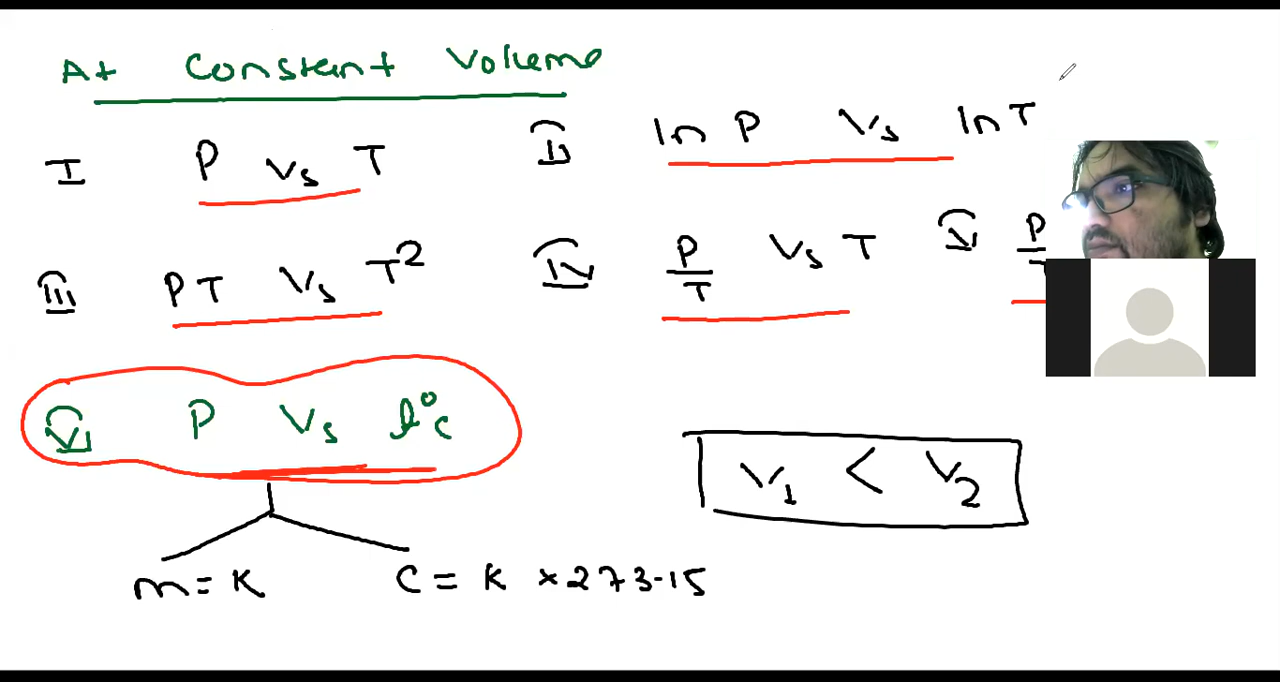 At Constant Volume
I P Vs T II ln P Vs ln T
III PT Vs T² IV P/T Vs T V P
VI P Vs t°c
V₁ < V₂
m = K C = K × 273.15